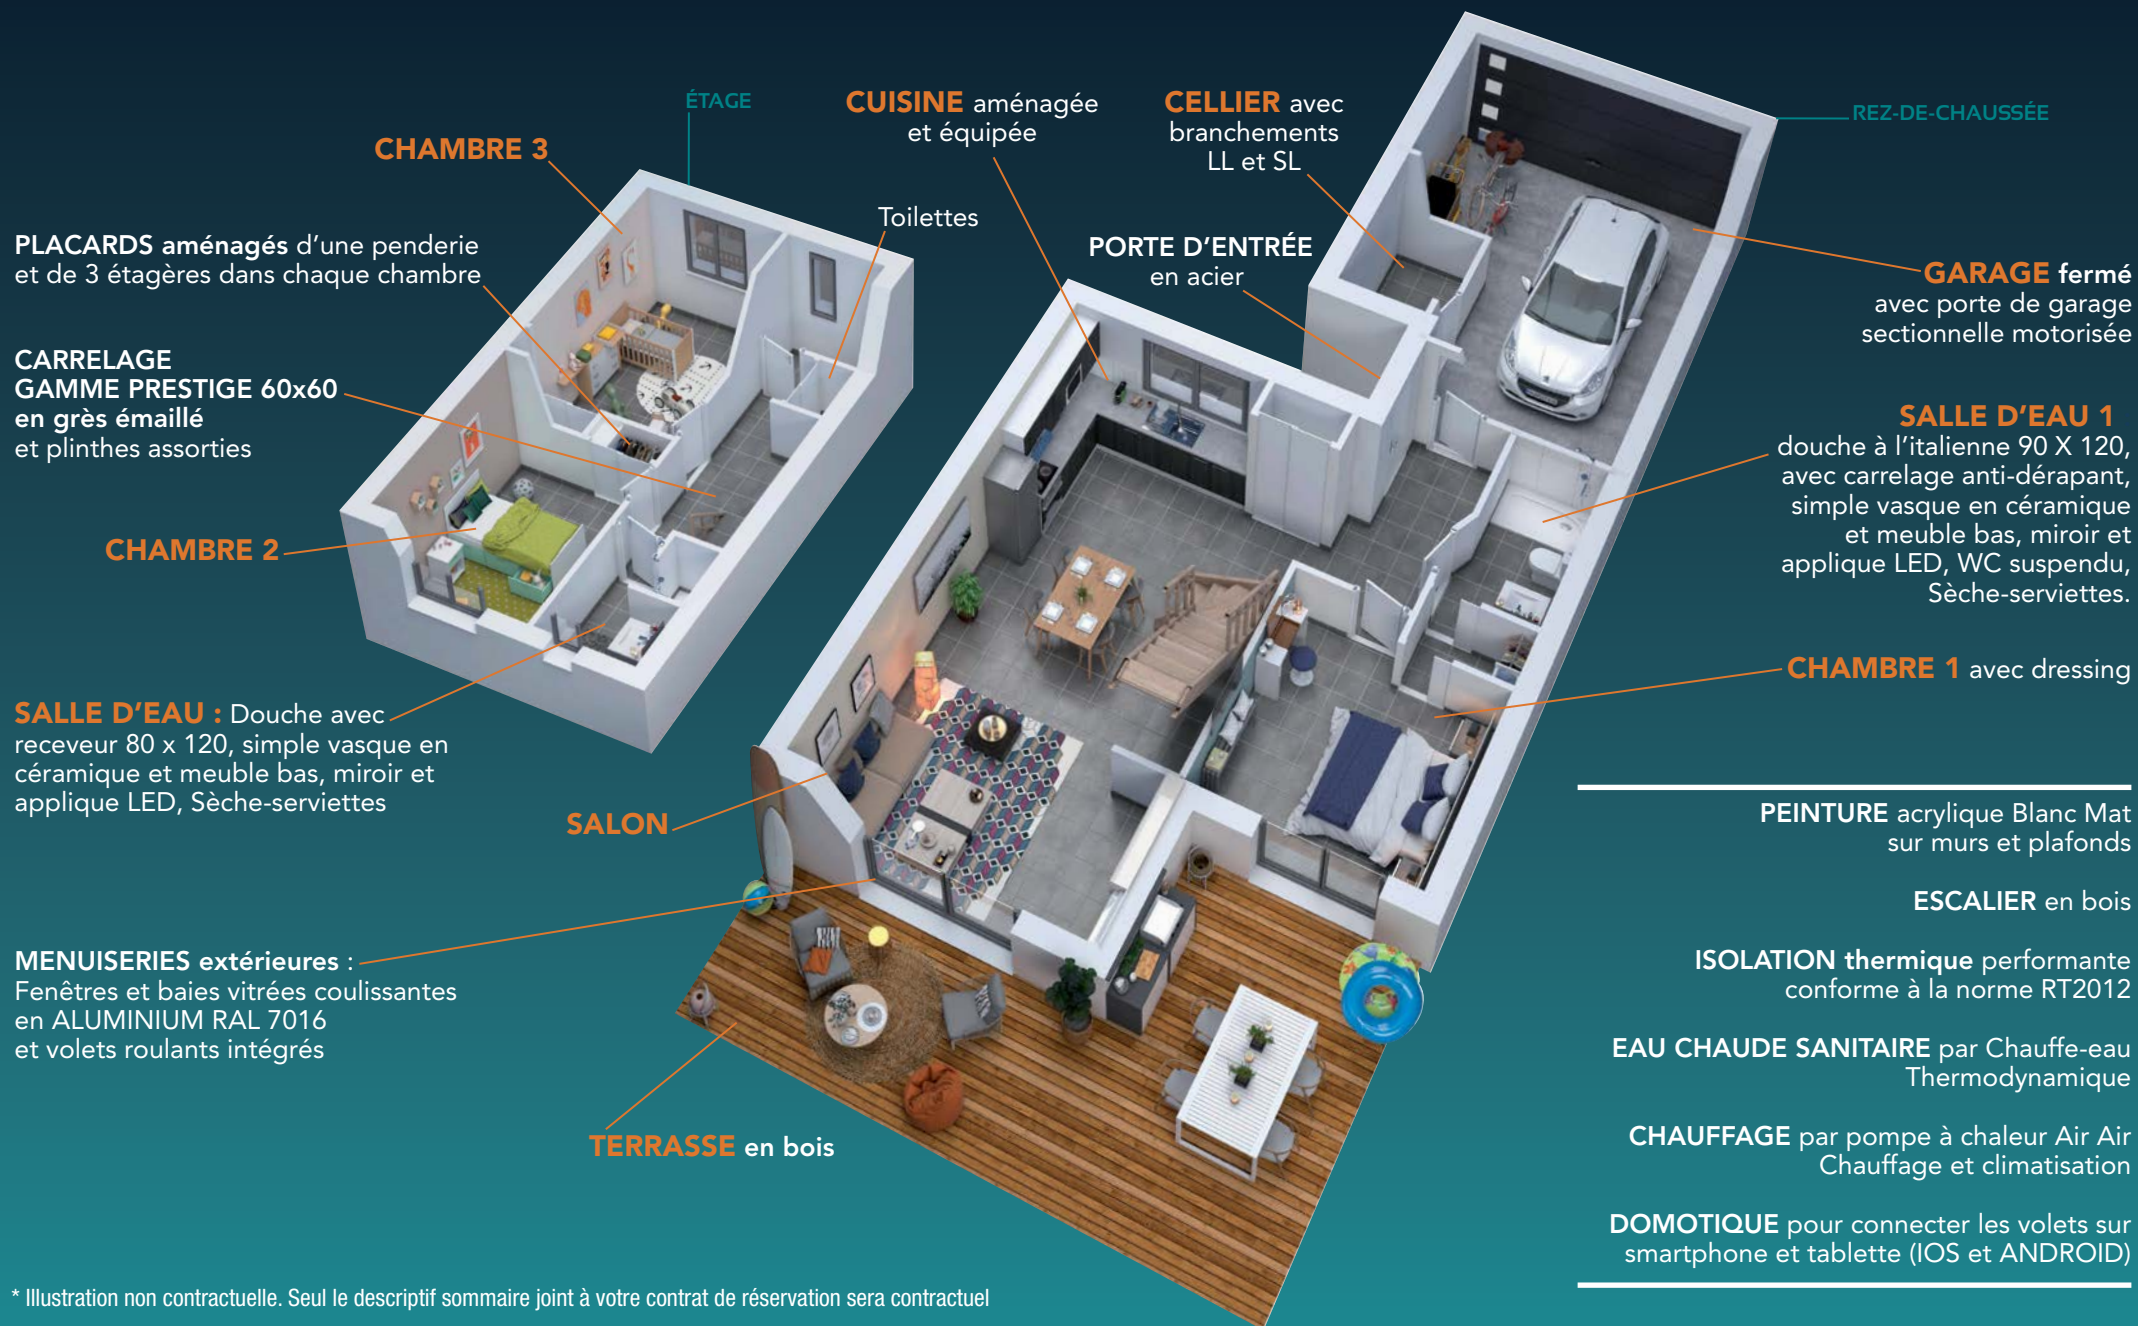 ÉTAGE
CHAMBRE 3
PLACARDS aménagés d'une penderie
et de 3 étagères dans chaque chambre
CARRELAGE
GAMME PRESTIGE 60x60
en grès émaillé
et plinthes assorties
CHAMBRE 2
SALLE D'EAU : Douche avec
receveur 80 x 120, simple vasque en
céramique et meuble bas, miroir et
applique LED, Sèche-serviettes
MENUISERIES extérieures :
Fenêtres et baies vitrées coulissantes
en ALUMINIUM RAL 7016
et volets roulants intégrés
Toilettes
CUISINE aménagée
et équipée
CELLIER avec
branchements
LL et SL
PORTE D'ENTRÉE
en acier
SALON
TERRASSE en bois
REZ-DE-CHAUSSÉE
GARAGE fermé
avec porte de garage
sectionnelle motorisée
SALLE D'EAU 1
douche à l'italienne 90 X 120,
avec carrelage anti-dérapant,
simple vasque en céramique
et meuble bas, miroir et
applique LED, WC suspendu,
Sèche-serviettes.
CHAMBRE 1 avec dressing
PEINTURE acrylique Blanc Mat
sur murs et plafonds
ESCALIER en bois
ISOLATION thermique performante
conforme à la norme RT2012
EAU CHAUDE SANITAIRE par Chauffe-eau
Thermodynamique
CHAUFFAGE par pompe à chaleur Air Air
Chauffage et climatisation
DOMOTIQUE pour connecter les volets sur
smartphone et tablette (IOS et ANDROID)
* Illustration non contractuelle. Seul le descriptif sommaire joint à votre contrat de réservation sera contractuel